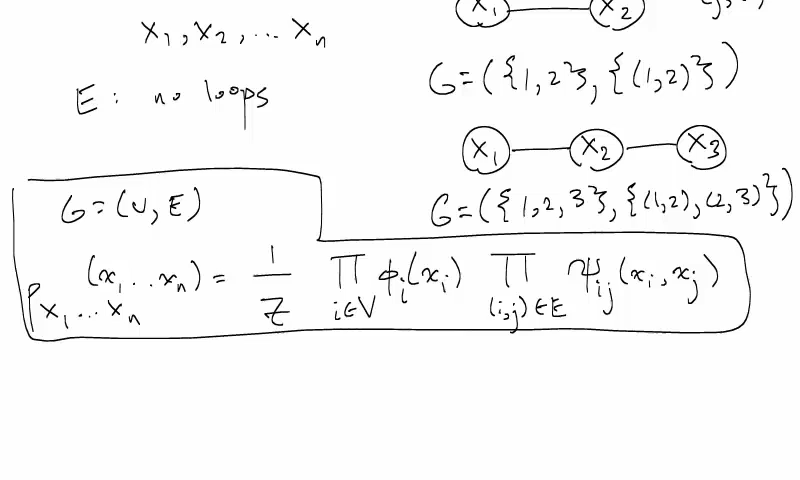 X₁, X₂, ... Xₙ
E: no loops
G=(V, E)
P_{X₁...Xₙ}(x₁...xₙ) = 1/Z ∏_{i∈V} ϕᵢ(xᵢ) ∏_{(i,j)∈E} ψᵢⱼ(xᵢ, xⱼ)
X₁ X₂
G=({1,2}, {(1,2)})
X₁ X₂ X₃
G=({1,2,3}, {(1,2), (2,3)})